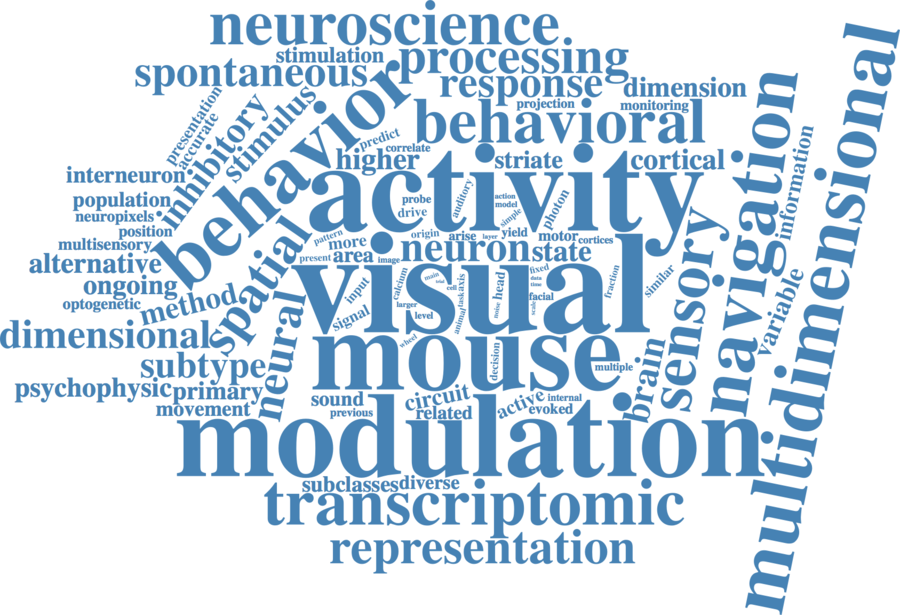 neuroscience
stimulation
processing
spontaneous
response
dimension
projection
monitoring
behavioral
behavior
presentation
accurate
inhibitory
stimulus
predict
correlate
higher
striate
cortical
activity
interneuron
population
neuropixels
position
multisensory
alternative
ongoing
optogenetic
method
spatial
dimensional
probe
drive
auditory
action
model
simple
photon
pattern
more
origin
arise
layer
yield
motor
cortices
present
area
image
neuron
state
visual
input
signal
calcium
main
trial
cell
axis
task
larger
level
animal
noise
head
fixed
data
time
facial
scale
fraction
similar
information
navigation
sensory
variable
multidimensional
mouse
wheel
decision
multiple
brain
neural
subtype
psychophysic
primary
movement
sound
previous
circuit
related
active
internal
evoked
modulation
subclasses
diverse
transcriptomic
representation